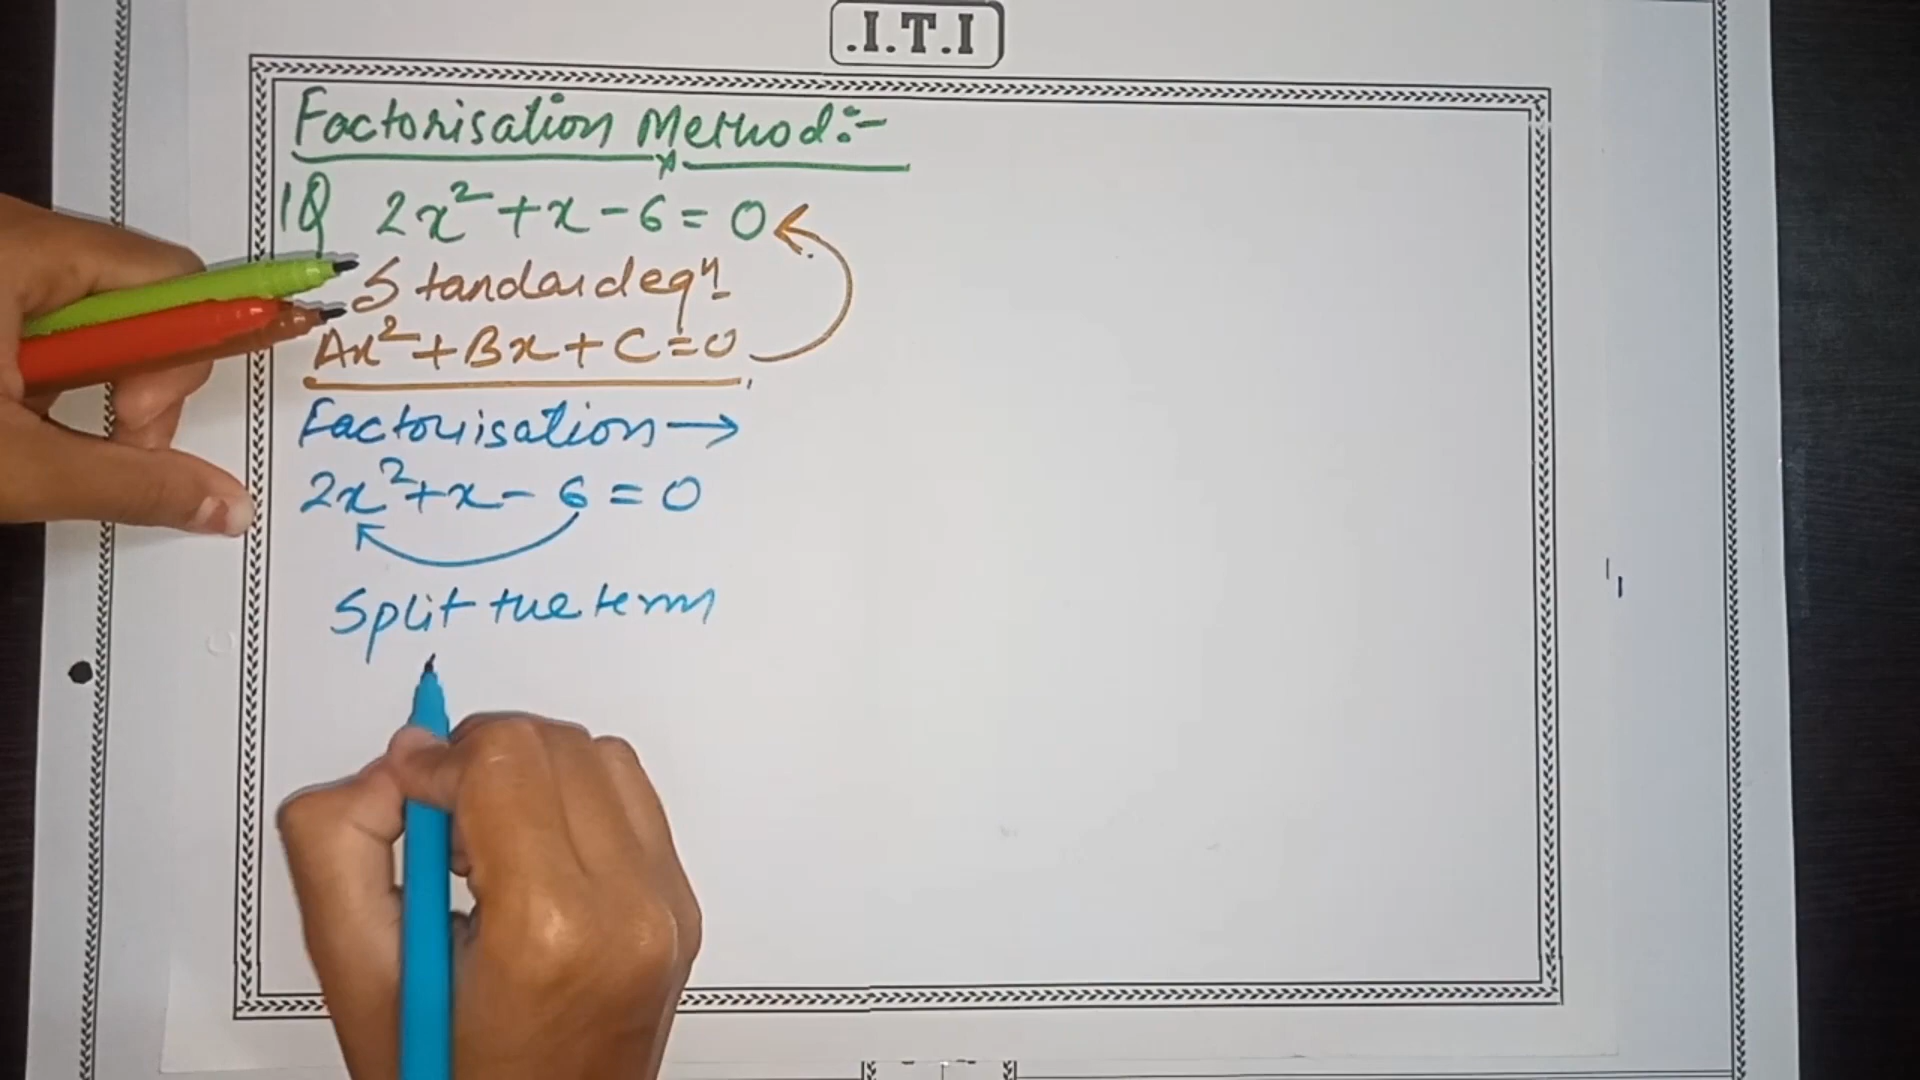 .I.T.I
Factorisation Method:-
1Q 2x²+x-6=0
Standard eqn
Ax²+Bx+C=0
Factorisation→
2x²+x-6=0
Split the term